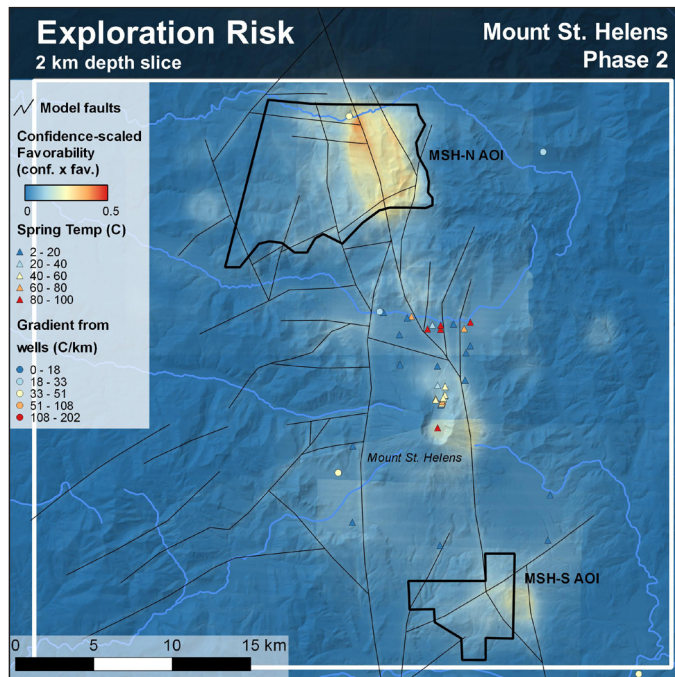 Exploration Risk
2 km depth slice
Mount St. Helens
Phase 2
Model faults
Confidence-scaled
Favorability
(conf. x fav.)
0 0.5
Spring Temp (C)
2 - 20
20 - 40
40 - 60
60 - 80
80 - 100
Gradient from
wells (C/km)
0 - 18
18 - 33
33 - 51
51 - 108
108 - 202
MSH-N AOI
Mount St. Helens
MSH-S AOI
0 5 10 15 km